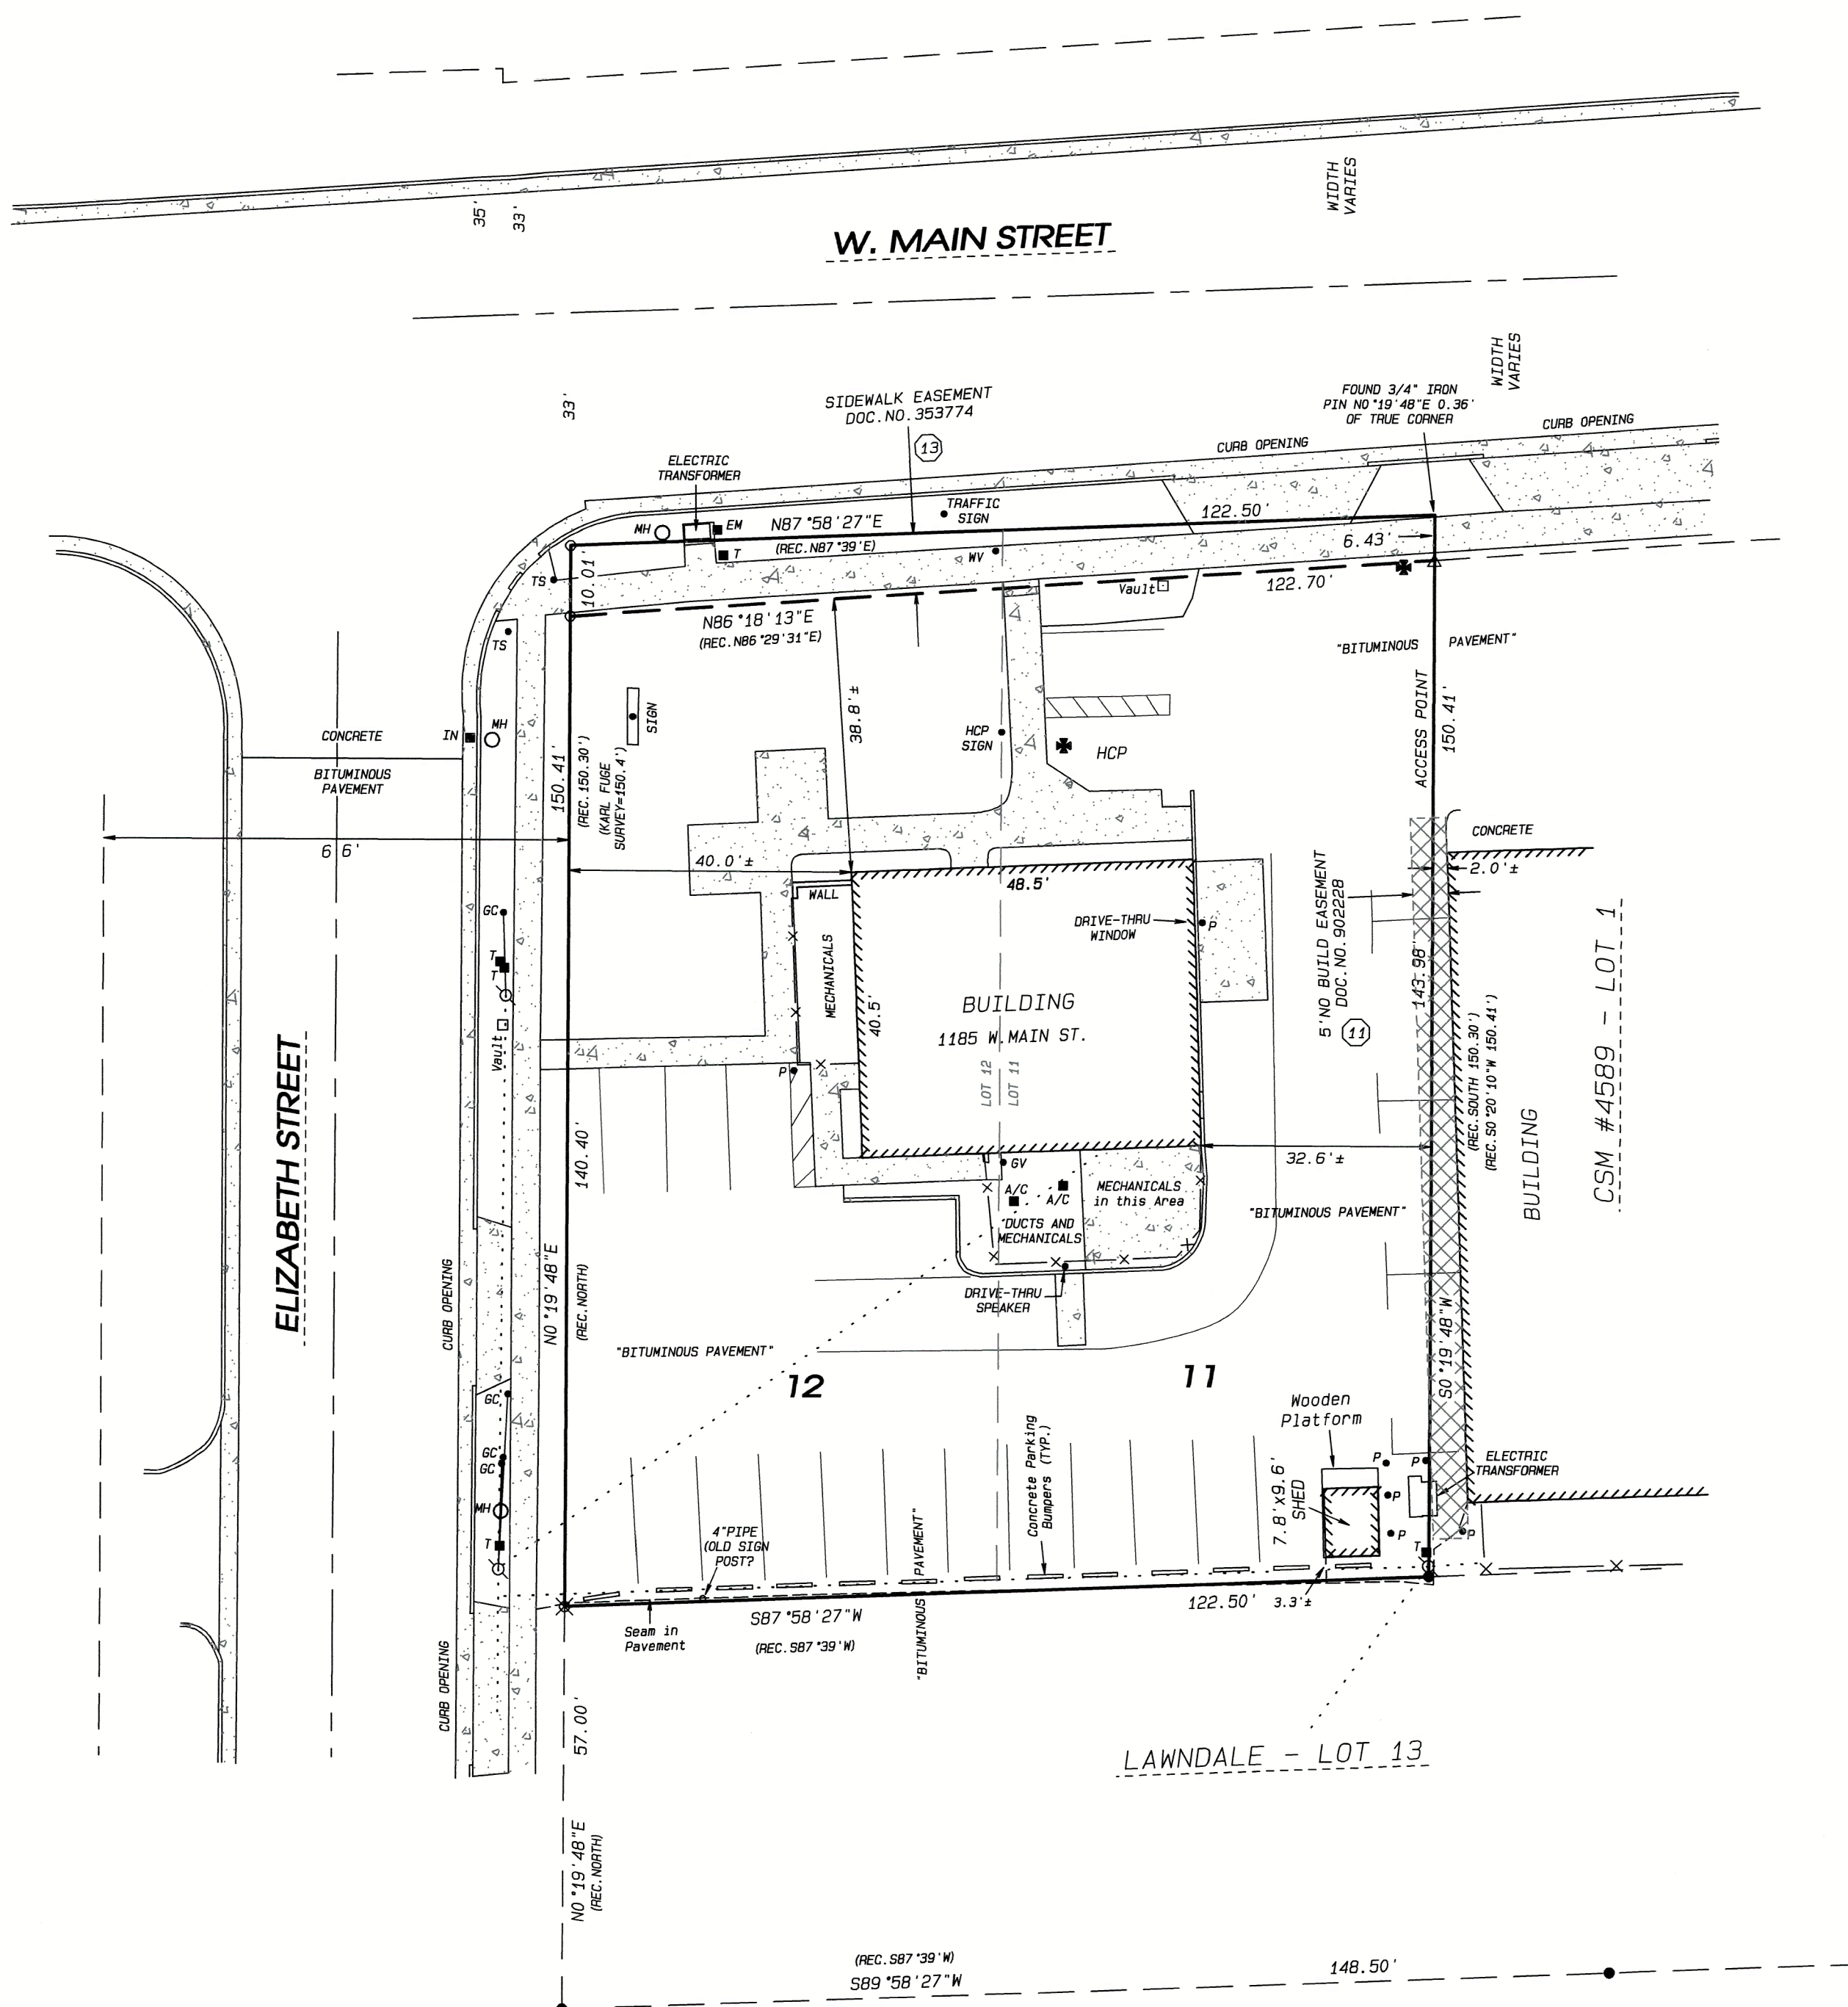 35'
33'
WIDTH
VARIES
W. MAIN STREET
WIDTH
VARIES
33'
SIDEWALK EASEMENT
DOC.NO.353774
13
FOUND 3/4" IRON
PIN N0°19'48"E 0.36'
OF TRUE CORNER
CURB OPENING
CURB OPENING
ELECTRIC
TRANSFORMER
MH
EM
T
N87°58'27"E
(REC.N87°39'E)
TRAFFIC
SIGN
122.50'
6.43'
WV
TS
10.01'
Vault
122.70'
N86°18'13"E
(REC.N86°29'31"E)
TS
"BITUMINOUS PAVEMENT"
SIGN
38.8'±
HCP
SIGN
HCP
ACCESS POINT
150.41'
IN
MH
CONCRETE
BITUMINOUS
PAVEMENT
150.41'
(REC.150.30')
(KARL FUGE
SURVEY=150.4')
66'
40.0'±
48.5'
WALL
CONCRETE
2.0'±
GC
T
T
Vault
MECHANICALS
40.5'
DRIVE-THRU
WINDOW
P
5'NO BUILD EASEMENT
DOC.NO.902228
11
143.98'
BUILDING
1185 W.MAIN ST.
LOT 12
LOT 11
P
(REC.SOUTH 150.30')
(REC.S0°20'10"W 150.41')
BUILDING
CSM #4589 - LOT 1
ELIZABETH STREET
140.40'
32.6'±
GV
A/C
A/C
MECHANICALS
in this Area
DUCTS AND
MECHANICALS
"BITUMINOUS PAVEMENT"
CURB OPENING
N0°19'48"E
(REC.NORTH)
DRIVE-THRU
SPEAKER
S0°19'48"W
"BITUMINOUS PAVEMENT"
12
11
GC
Wooden
Platform
Concrete Parking
Bumpers (TYP.)
GC
GC
MH
T
7.8'x9.6'
SHED
P
P
P
P
P
T
ELECTRIC
TRANSFORMER
4"PIPE
(OLD SIGN
POST?
"BITUMINOUS PAVEMENT"
Seam in
Pavement
S87°58'27"W
(REC.S87°39'W)
122.50'
3.3'±
CURB OPENING
57.00'
LAWNDALE - LOT 13
N0°19'48"E
(REC.NORTH)
(REC.S87°39'W)
S89°58'27"W
148.50'